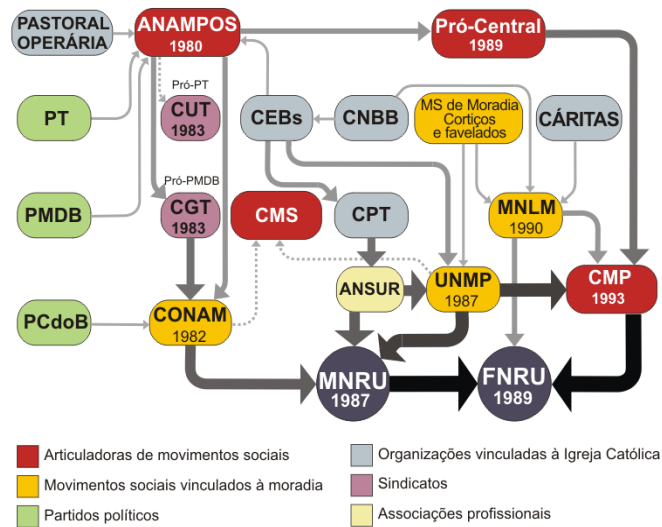 PASTORAL
OPERÁRIA
ANAMPOS
1980
Pró-Central
1989
Pró-PT
PT
CUT
1983
CEBs
CNBB
MS de Moradia
Cortiços
e favelados
CÁRITAS
Pró-PMDB
PMDB
CGT
1983
CMS
CPT
MNLM
1990
PCdoB
CONAM
1982
ANSUR
UNMP
1987
CMP
1993
MNRU
1987
FNRU
1989
Articuladoras de movimentos sociais
Movimentos sociais vinculados à moradia
Partidos políticos
Organizações vinculadas à Igreja Católica
Sindicatos
Associações profissionais